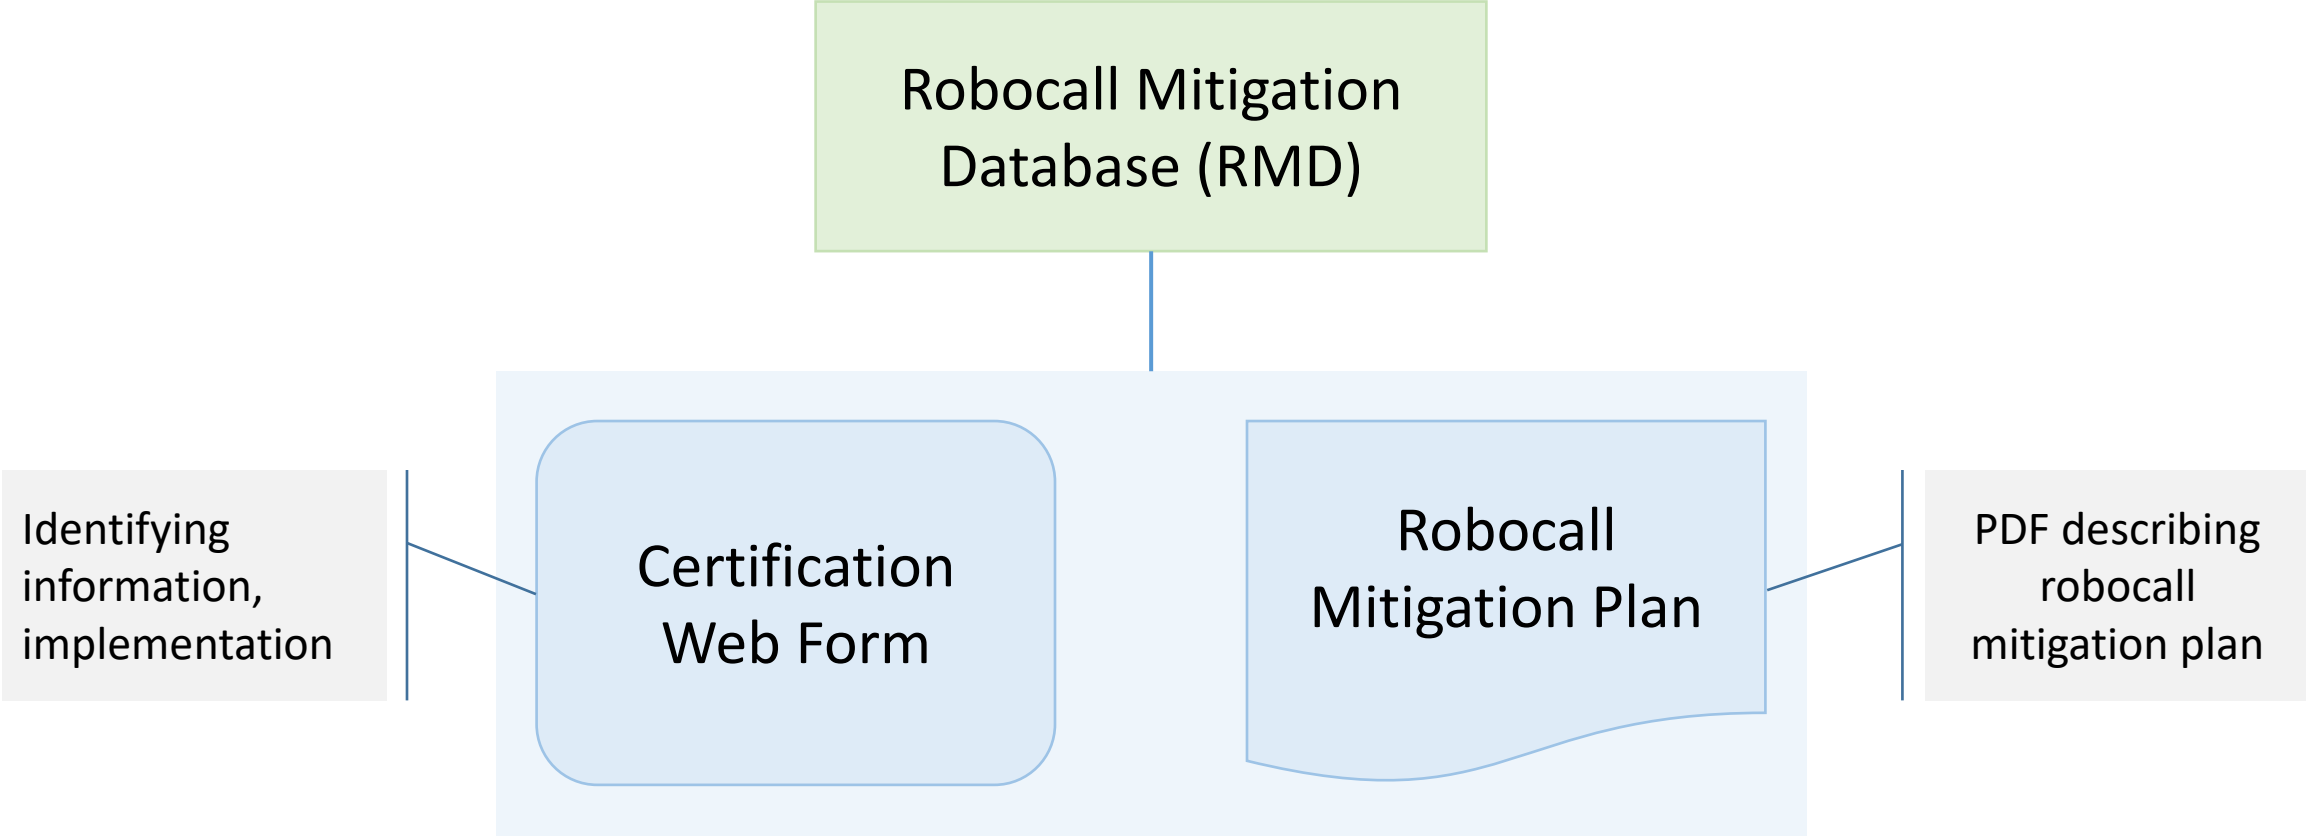 Robocall Mitigation
Database (RMD)
Identifying
information,
implementation
Certification
Web Form
Robocall
Mitigation Plan
PDF describing
robocall
mitigation plan